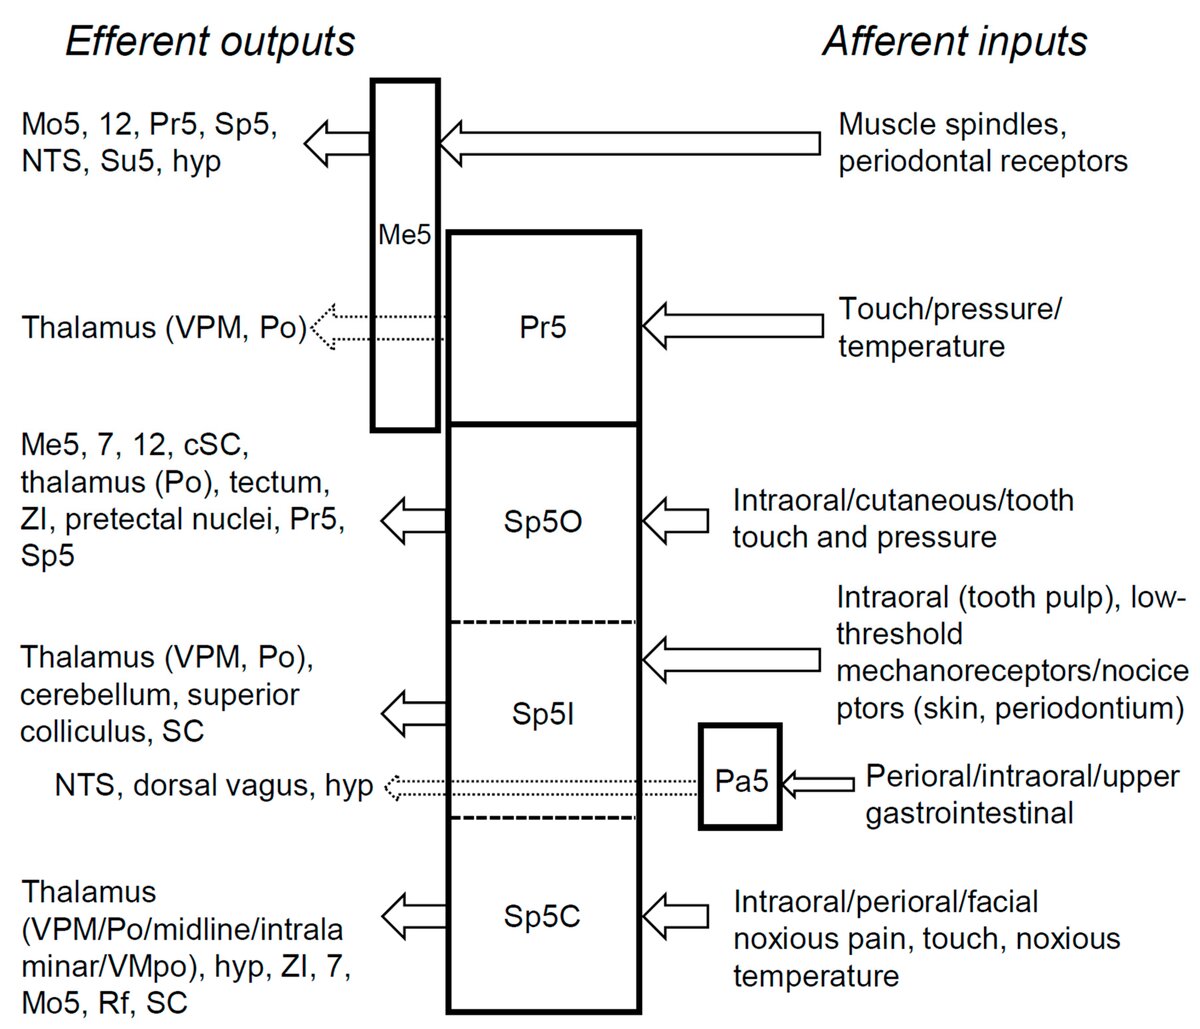 Efferent outputs
Afferent inputs
Mo5, 12, Pr5, Sp5,
NTS, Su5, hyp
Muscle spindles,
periodontal receptors
Me5
Thalamus (VPM, Po)
Pr5
Touch/pressure/
temperature
Me5, 7, 12, cSC,
thalamus (Po), tectum,
ZI, pretectal nuclei, Pr5,
Sp5
Sp5O
Intraoral/cutaneous/tooth
touch and pressure
Thalamus (VPM, Po),
cerebellum, superior
colliculus, SC
Sp5I
Intraoral (tooth pulp), low-
threshold
mechanoreceptors/nocice
ptors (skin, periodontium)
NTS, dorsal vagus, hyp
Pa5
Perioral/intraoral/upper
gastrointestinal
Thalamus
(VPM/Po/midline/intrala
minar/VMpo), hyp, ZI, 7,
Mo5, Rf, SC
Sp5C
Intraoral/perioral/facial
noxious pain, touch, noxious
temperature